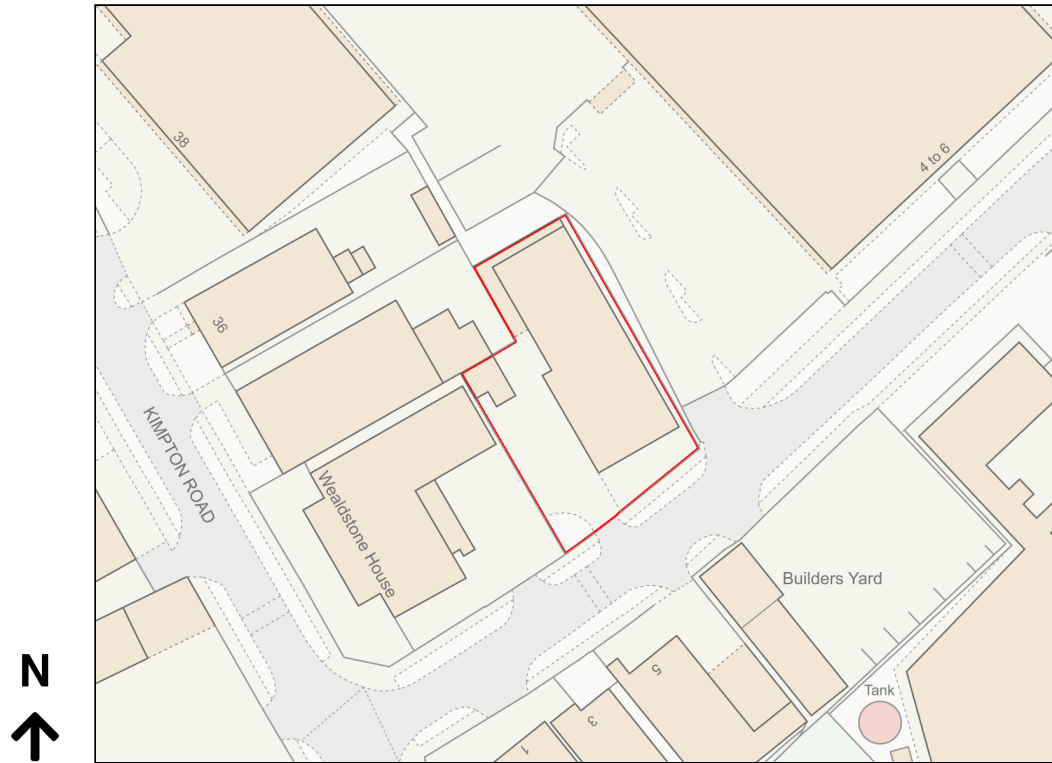 38
4 to 6
36
KIMPTON ROAD
Wealdstone House
Builders Yard
N
5
Tank
3
1